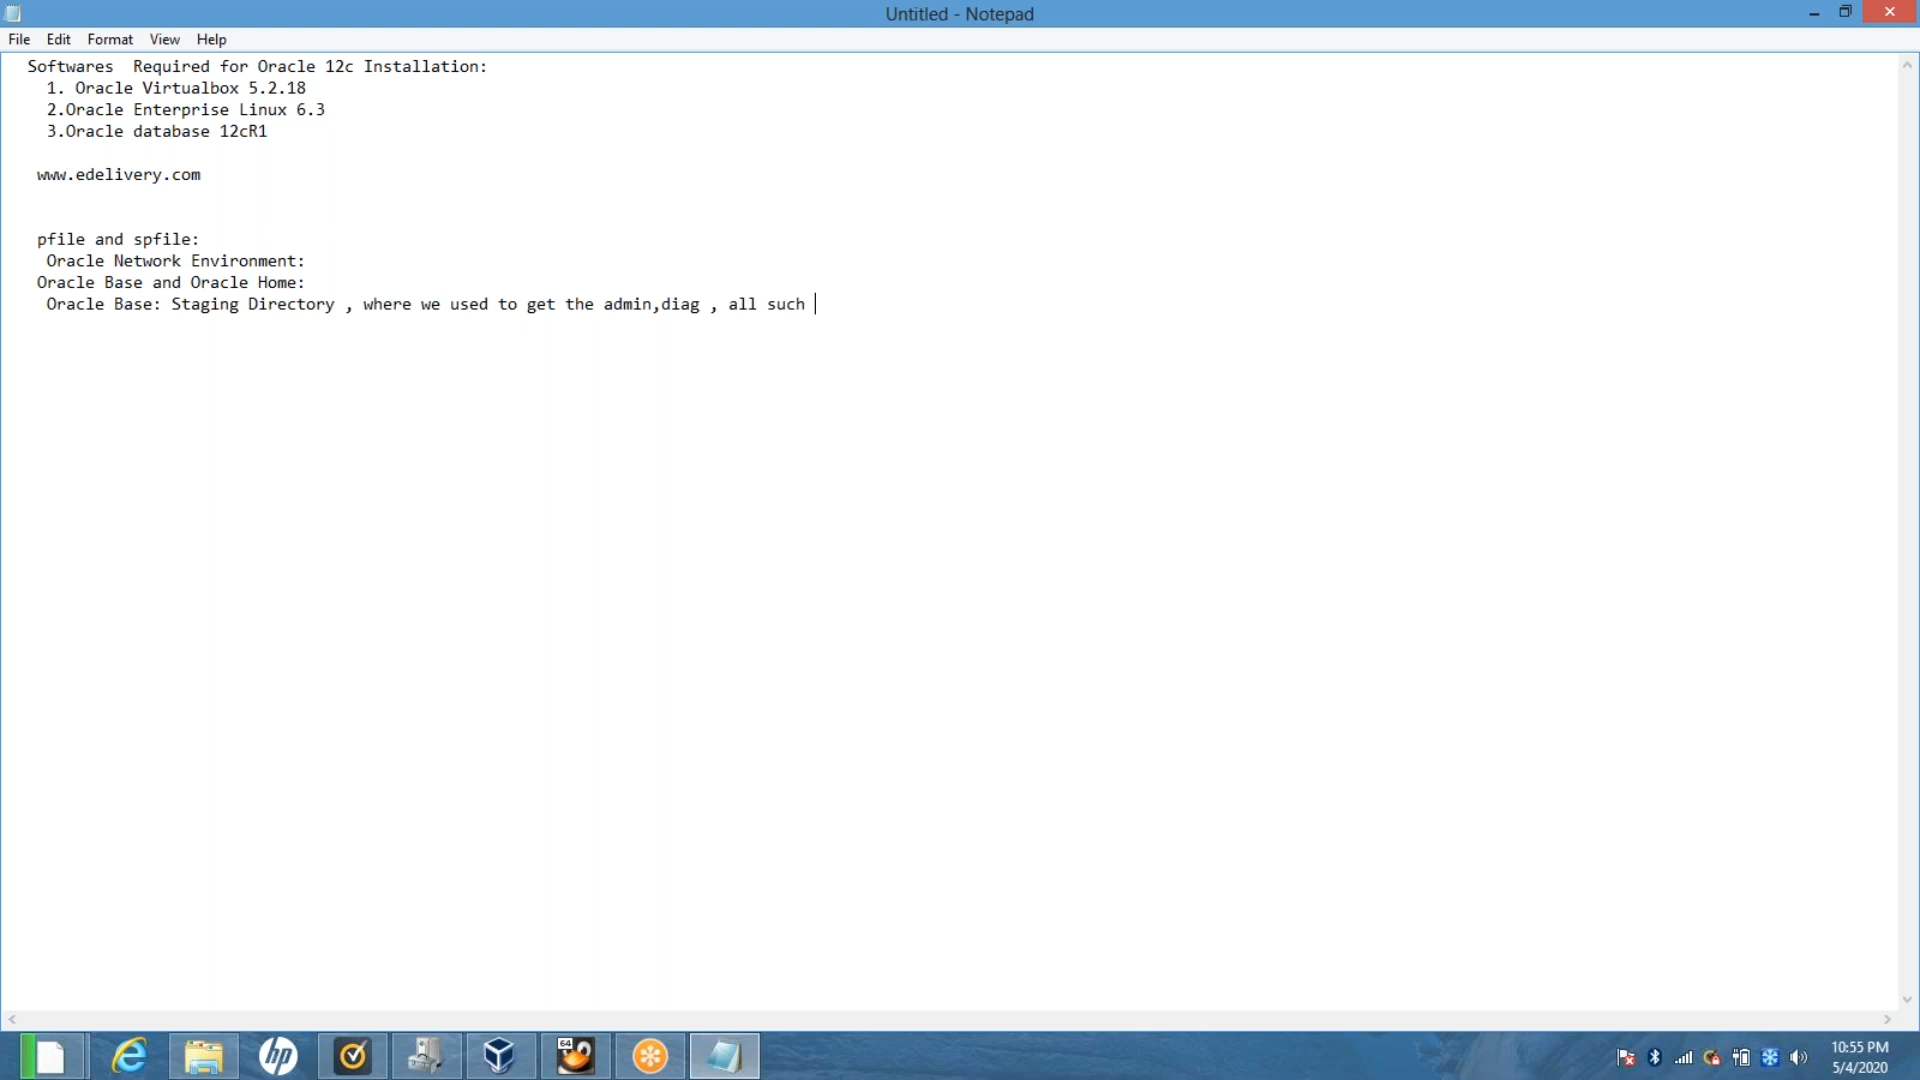 Untitled - Notepad
File Edit Format View Help
Softwares  Required for Oracle 12c Installation:
1. Oracle Virtualbox 5.2.18
2.Oracle Enterprise Linux 6.3
3.Oracle database 12cR1
www.edelivery.com
pfile and spfile:
Oracle Network Environment:
Oracle Base and Oracle Home:
Oracle Base: Staging Directory , where we used to get the admin,diag , all such
hp
64
10:55 PM
5/4/2020